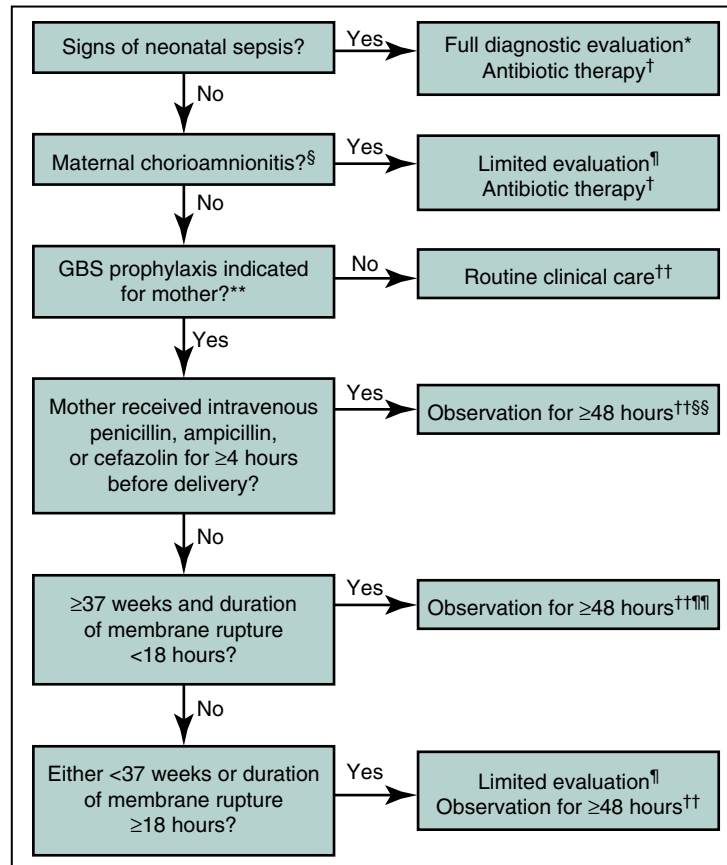 Signs of neonatal sepsis?
Yes
Full diagnostic evaluation*
Antibiotic therapy†
No
Maternal chorioamnionitis?§
Yes
Limited evaluation¶
Antibiotic therapy†
No
GBS prophylaxis indicated
for mother?**
No
Routine clinical care††
Yes
Mother received intravenous
penicillin, ampicillin,
or cefazolin for ≥4 hours
before delivery?
Yes
Observation for ≥48 hours††§§
No
≥37 weeks and duration
of membrane rupture
<18 hours?
Yes
Observation for ≥48 hours††¶¶
No
Either <37 weeks or duration
of membrane rupture
≥18 hours?
Yes
Limited evaluation¶
Observation for ≥48 hours††